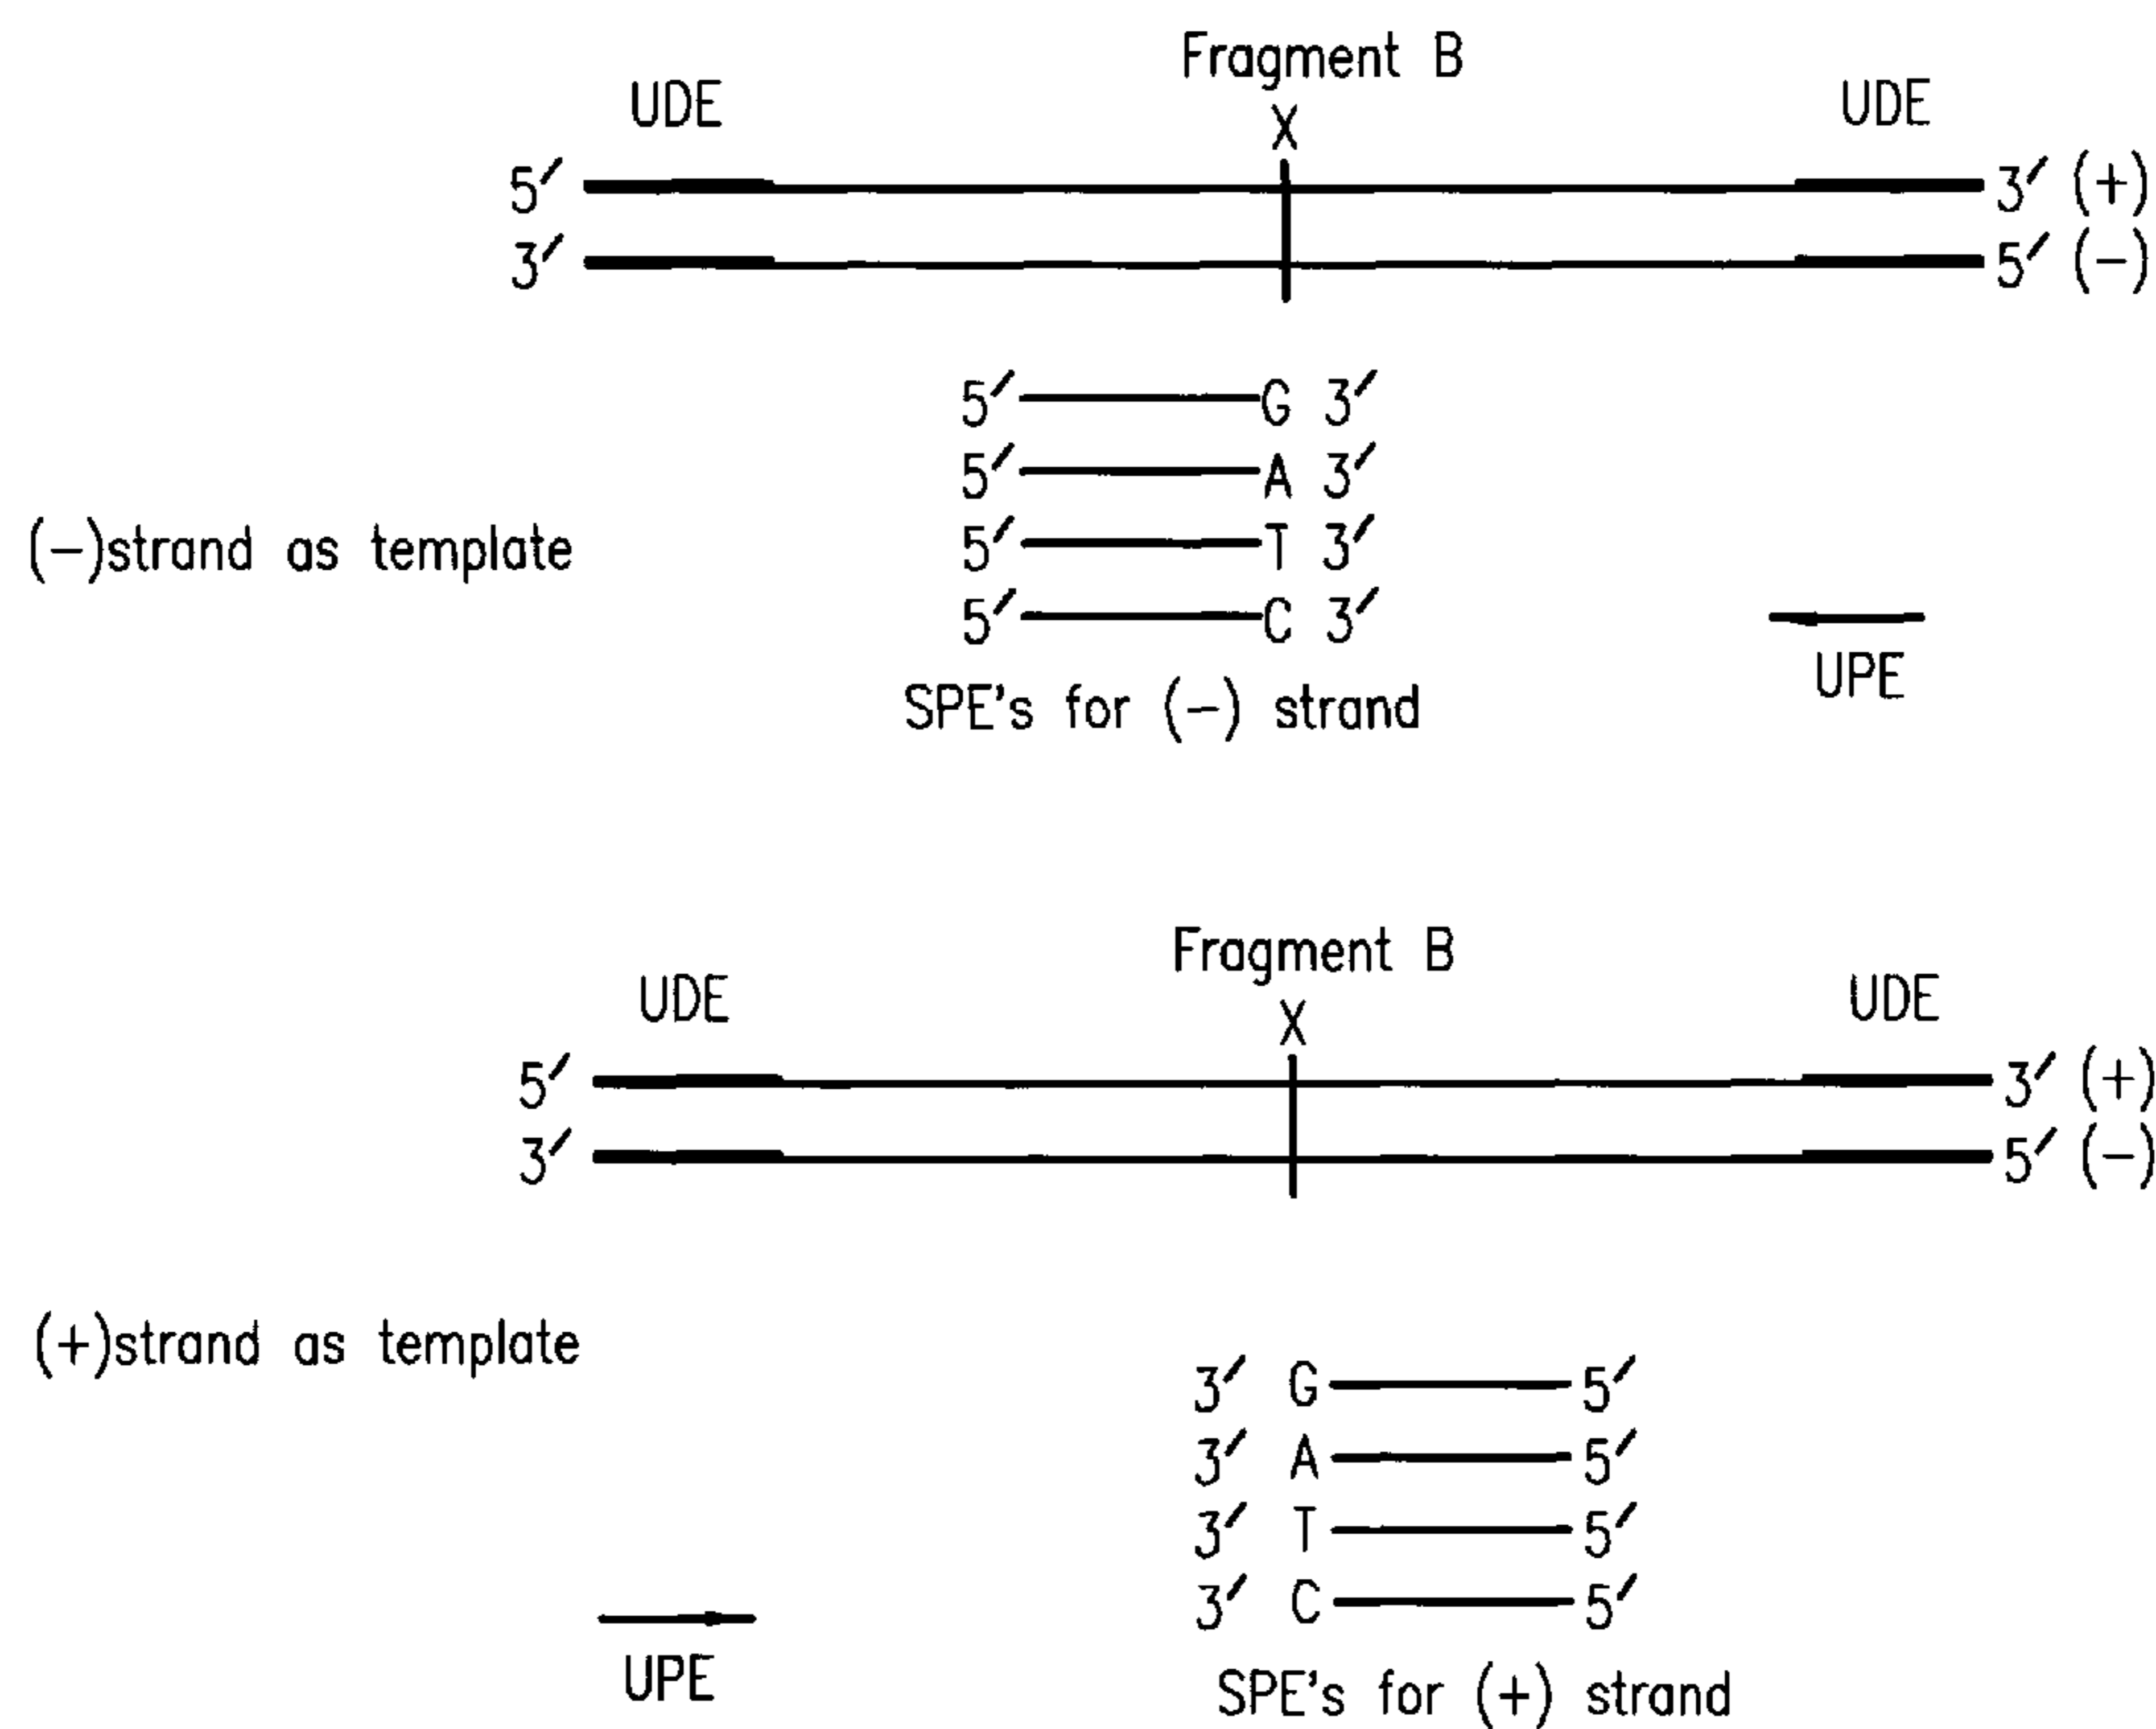 Fragment B
UDE X UDE
5′ 3′ (+)
3′ 5′ (−)
5′ G 3′
5′ A 3′
(−)strand as template 5′ T 3′
5′ C 3′
UPE
SPE's for (−) strand
Fragment B
UDE X UDE
5′ 3′ (+)
3′ 5′ (−)
(+)strand as template
3′ G 5′
3′ A 5′
3′ T 5′
3′ C 5′
UPE
SPE's for (+) strand